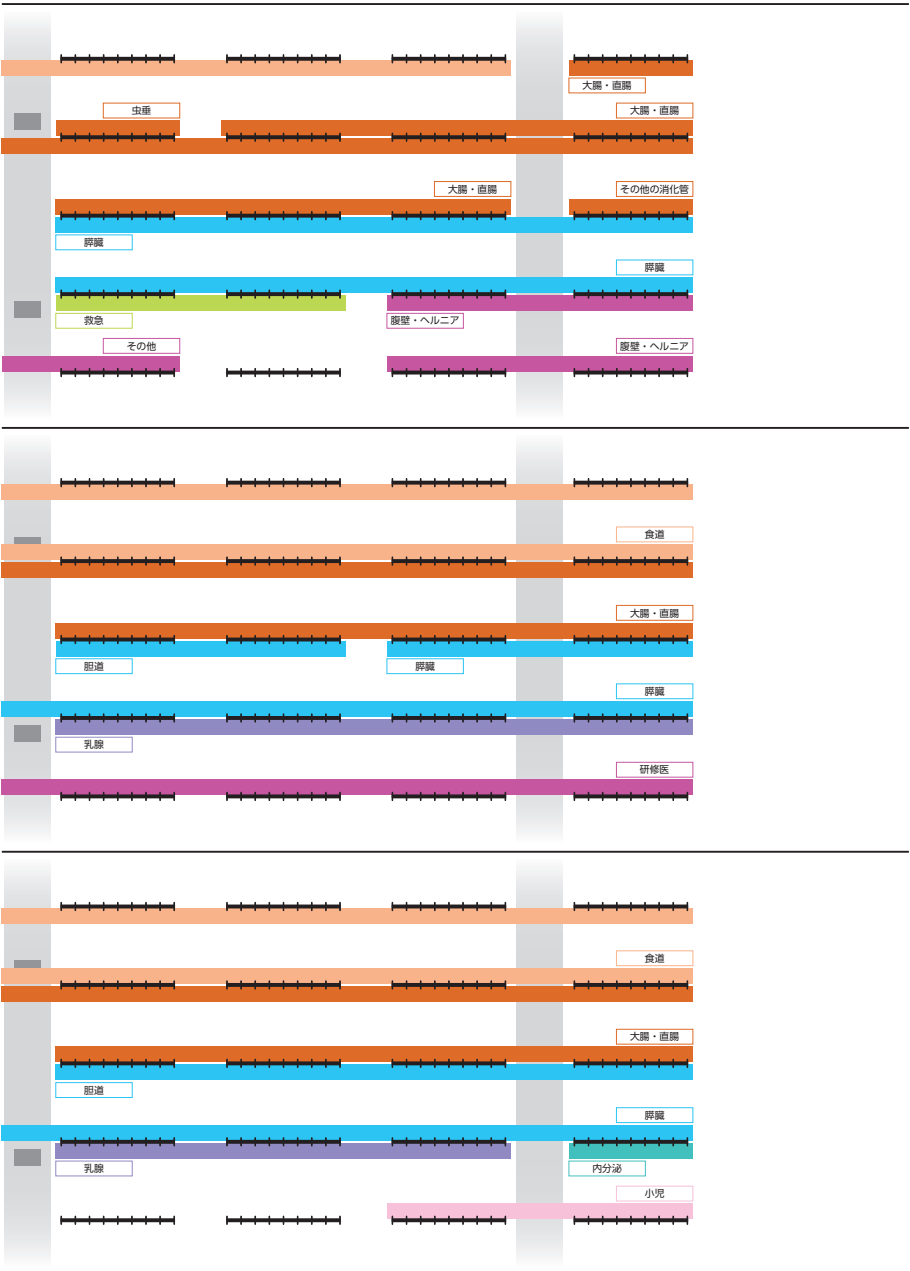 大腸・直腸
虫垂
大腸・直腸
大腸・直腸
その他の消化管
膵臓
膵臓
救急
腹壁・ヘルニア
その他
腹壁・ヘルニア
食道
大腸・直腸
胆道
膵臓
膵臓
乳腺
研修医
食道
大腸・直腸
胆道
膵臓
乳腺
内分泌
小児